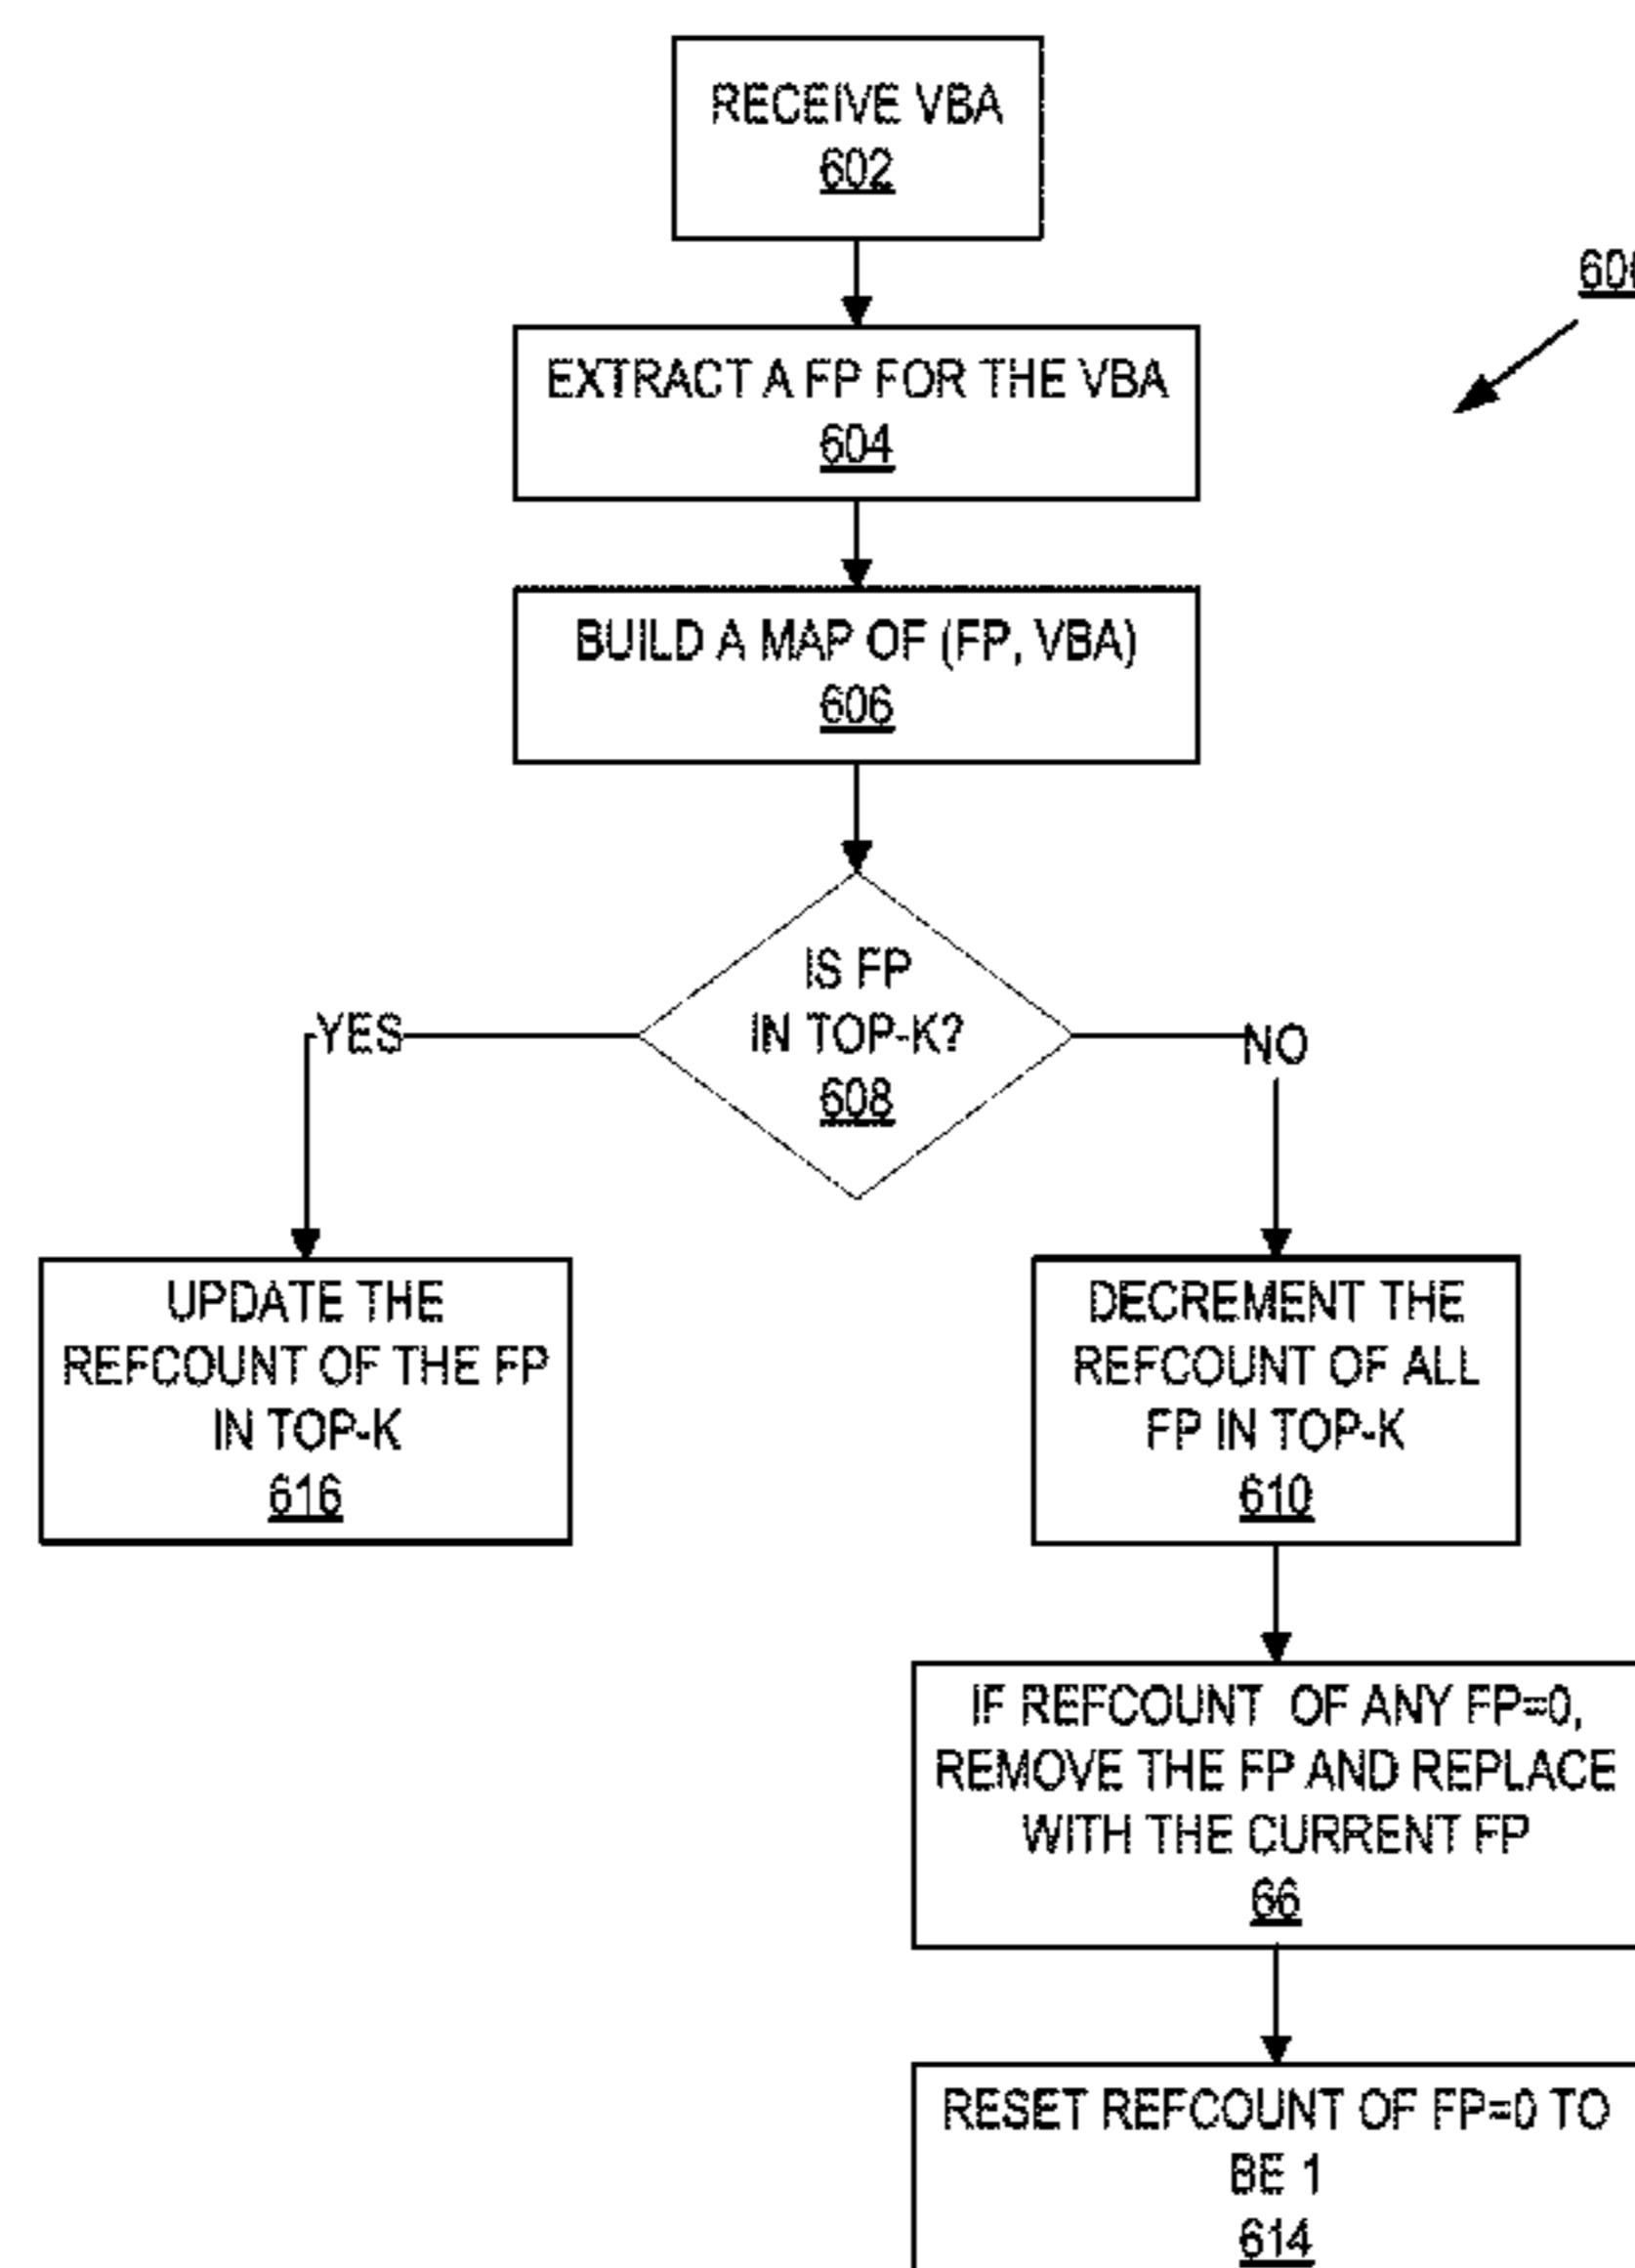 RECEIVE VBA
602
EXTRACT A FP FOR THE VBA
604
BUILD A MAP OF (FP, VBA)
606
IS FP
IN TOP-K?
608
YES
NO
UPDATE THE
REFCOUNT OF THE FP
IN TOP-K
616
DECREMENT THE
REFCOUNT OF ALL
FP IN TOP-K
610
IF REFCOUNT OF ANY FP=0,
REMOVE THE FP AND REPLACE
WITH THE CURRENT FP
66
RESET REFCOUNT OF FP=0 TO
BE 1
614